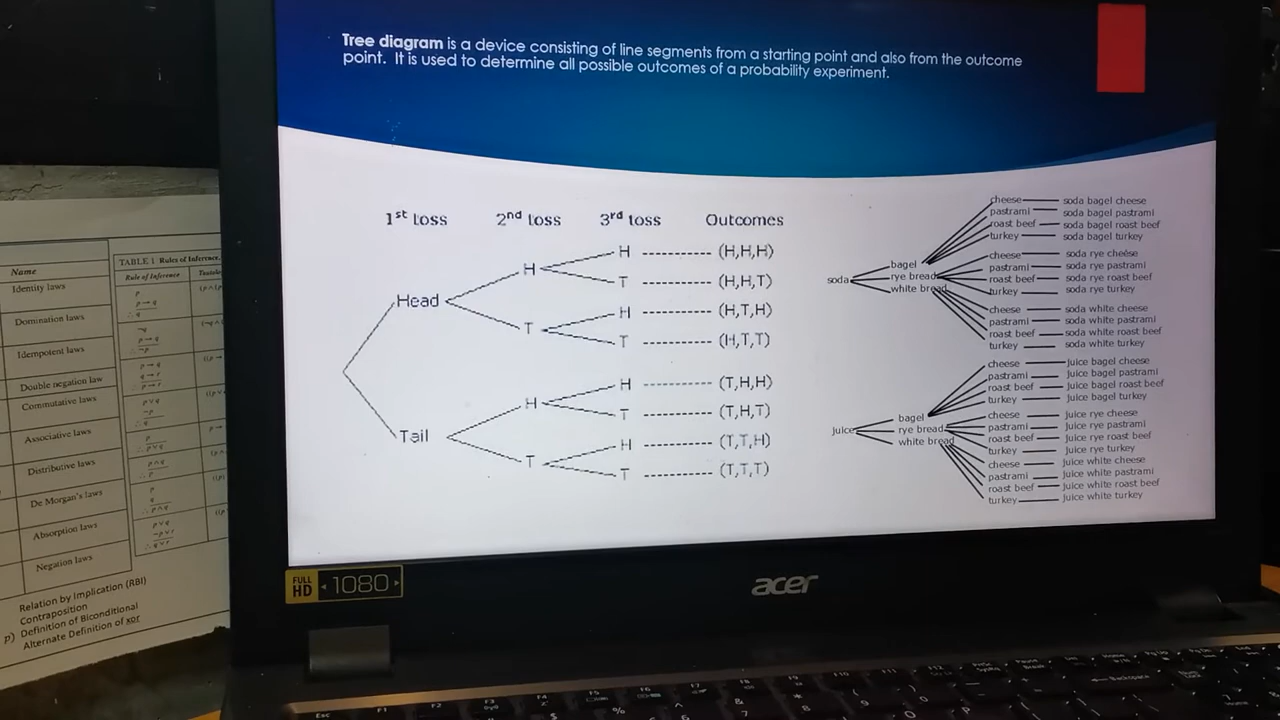 Tree diagram is a device consisting of line segments from a starting point and also from the outcome
point. It is used to determine all possible outcomes of a probability experiment.
1st toss 2nd toss 3rd toss Outcomes
Head
H
H ---------- (H,H,H)
T ---------- (H,H,T)
T
H ---------- (H,T,H)
T ---------- (H,T,T)
Tail
H
H ---------- (T,H,H)
T ---------- (T,H,T)
T
H ---------- (T,T,H)
T ---------- (T,T,T)
soda
bagel
rye bread
white bread
cheese soda bagel cheese
pastrami soda bagel pastrami
roast beef soda bagel roast beef
turkey soda bagel turkey
cheese soda rye cheese
pastrami soda rye pastrami
roast beef soda rye roast beef
turkey soda rye turkey
cheese soda white cheese
pastrami soda white pastrami
roast beef soda white roast beef
turkey soda white turkey
juice
bagel
rye bread
white bread
cheese juice bagel cheese
pastrami juice bagel pastrami
roast beef juice bagel roast beef
turkey juice bagel turkey
cheese juice rye cheese
pastrami juice rye pastrami
roast beef juice rye roast beef
turkey juice rye turkey
cheese juice white cheese
pastrami juice white pastrami
roast beef juice white roast beef
turkey juice white turkey
FULL HD 1080
acer
Name
Identity laws
Domination laws
Idempotent laws
Double negation law
Commutative laws
Associative laws
Distributive laws
De Morgan's laws
Absorption laws
Negation laws
TABLE 1 Rules of Inference.
Rule of Inference
Relation by Implication (RBI)
Contraposition
p) Definition of Biconditional
Alternate Definition of xor